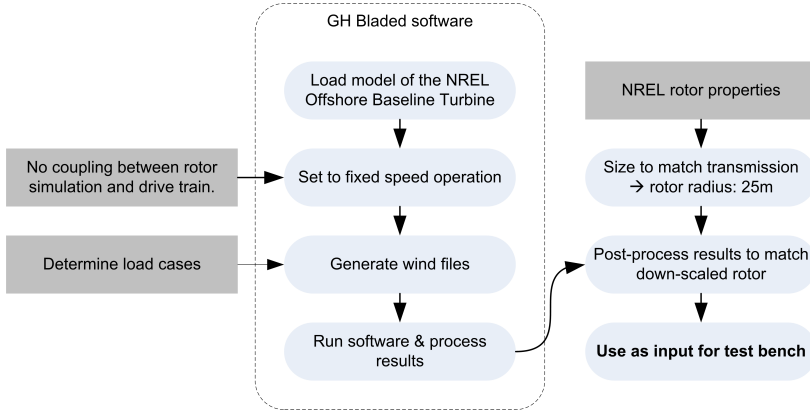 GH Bladed software
Load model of the NREL
Offshore Baseline Turbine
NREL rotor properties
No coupling between rotor
simulation and drive train.
Set to fixed speed operation
Size to match transmission
→ rotor radius: 25m
Determine load cases
Generate wind files
Post-process results to match
down-scaled rotor
Run software & process
results
Use as input for test bench